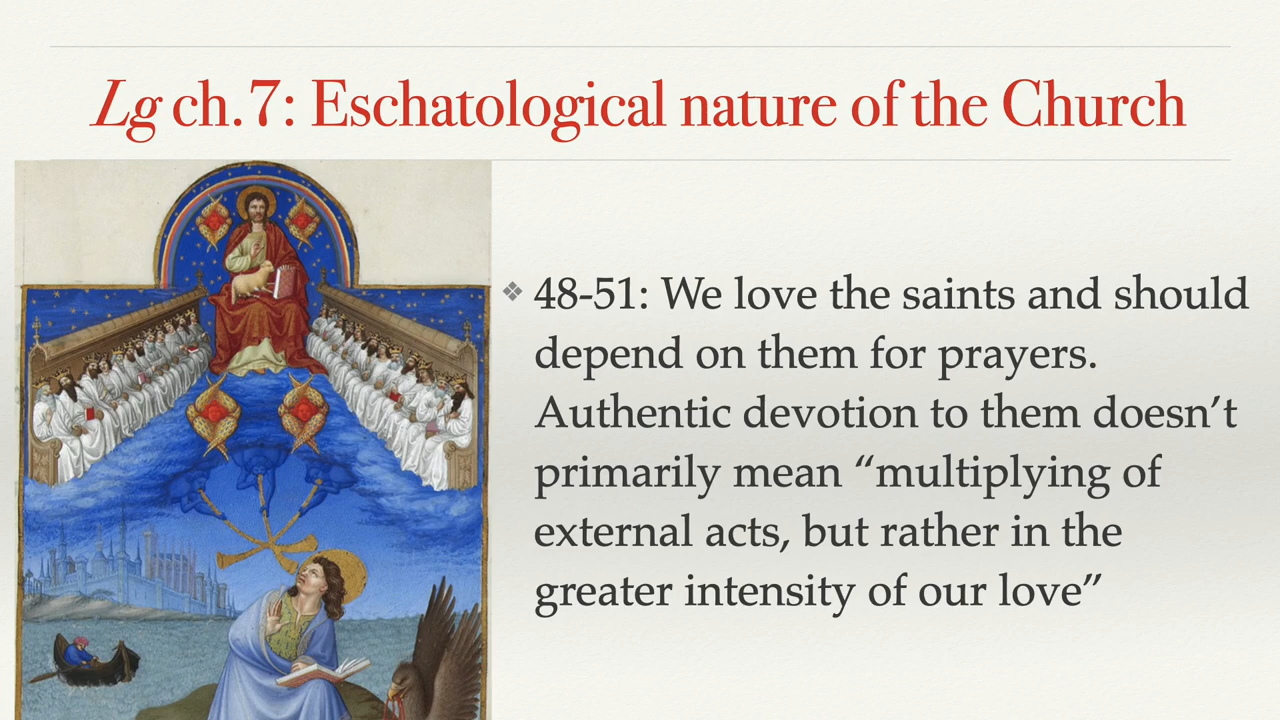 Lg ch.7: Eschatological nature of the Church
48-51: We love the saints and should
depend on them for prayers.
Authentic devotion to them doesn’t
primarily mean “multiplying of
external acts, but rather in the
greater intensity of our love”